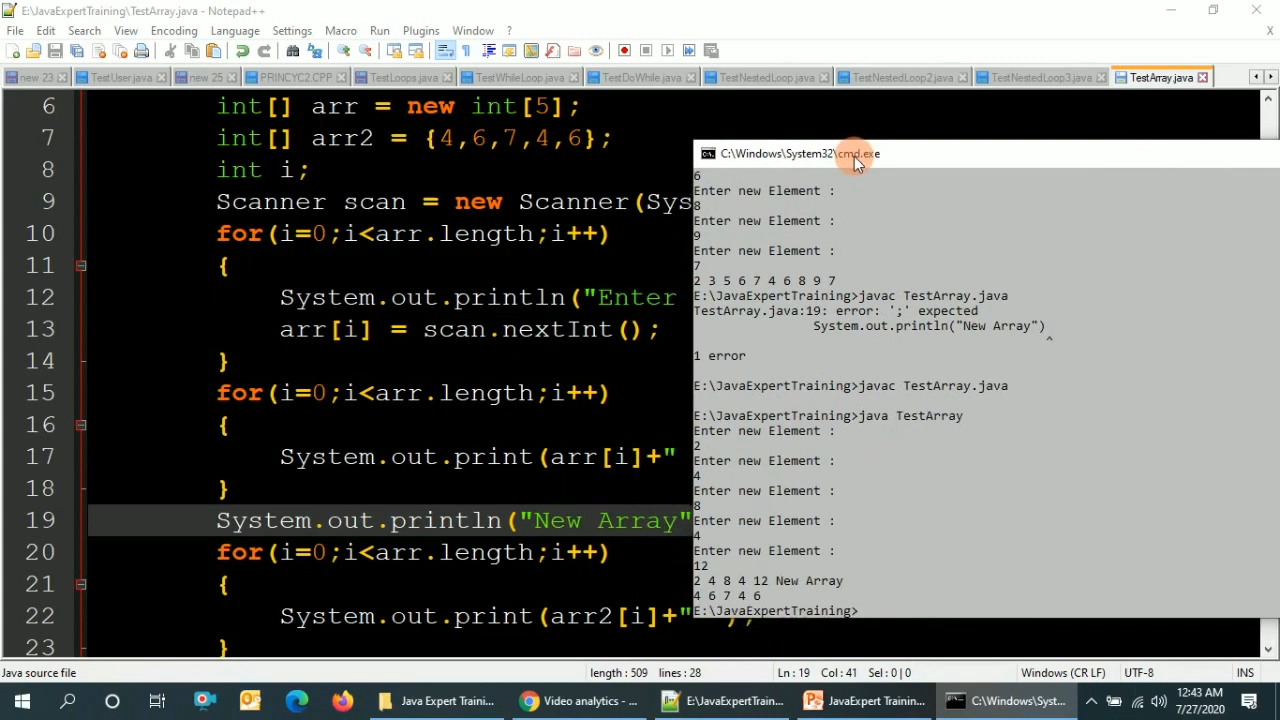 E:\JavaExpertTraining\TestArray.java - Notepad++
File Edit Search View Encoding Language Settings Tools Macro Run Plugins Window ? X
new 23 TestUser.java new 25 PRINCYC2.CPP TestLoops.java TestWhileLoop.java TestDoWhile.java TestNestedLoop.java TestNestedLoop2.java TestNestedLoop3.java TestArray.java
6 int[] arr = new int[5];
7 int[] arr2 = {4,6,7,4,6};
8 int i;
9 Scanner scan = new Scanner(Sys
10 for(i=0;i<arr.length;i++)
11 {
12 System.out.println("Enter
13 arr[i] = scan.nextInt();
14 }
15 for(i=0;i<arr.length;i++)
16 {
17 System.out.print(arr[i]+"
18 }
19 System.out.println("New Array"
20 for(i=0;i<arr.length;i++)
21 {
22 System.out.print(arr2[i]+" ");
23 }
C:\Windows\System32\cmd.exe
6
Enter new Element :
8
Enter new Element :
9
Enter new Element :
7
2 3 5 6 7 4 6 8 9 7
E:\JavaExpertTraining>javac TestArray.java
TestArray.java:19: error: ';' expected
System.out.println("New Array")
^
1 error
E:\JavaExpertTraining>javac TestArray.java
E:\JavaExpertTraining>java TestArray
Enter new Element :
2
Enter new Element :
4
Enter new Element :
8
Enter new Element :
4
Enter new Element :
12
2 4 8 4 12 New Array
4 6 7 4 6
E:\JavaExpertTraining>
Java source file length : 509 lines : 28 Ln : 19 Col : 41 Sel : 0 | 0 Windows (CR LF) UTF-8 INS
Java Expert Traini... Video analytics - ... E:\JavaExpertTrain... JavaExpert Trainin... C:\Windows\Syst... 12:43 AM
7/27/2020